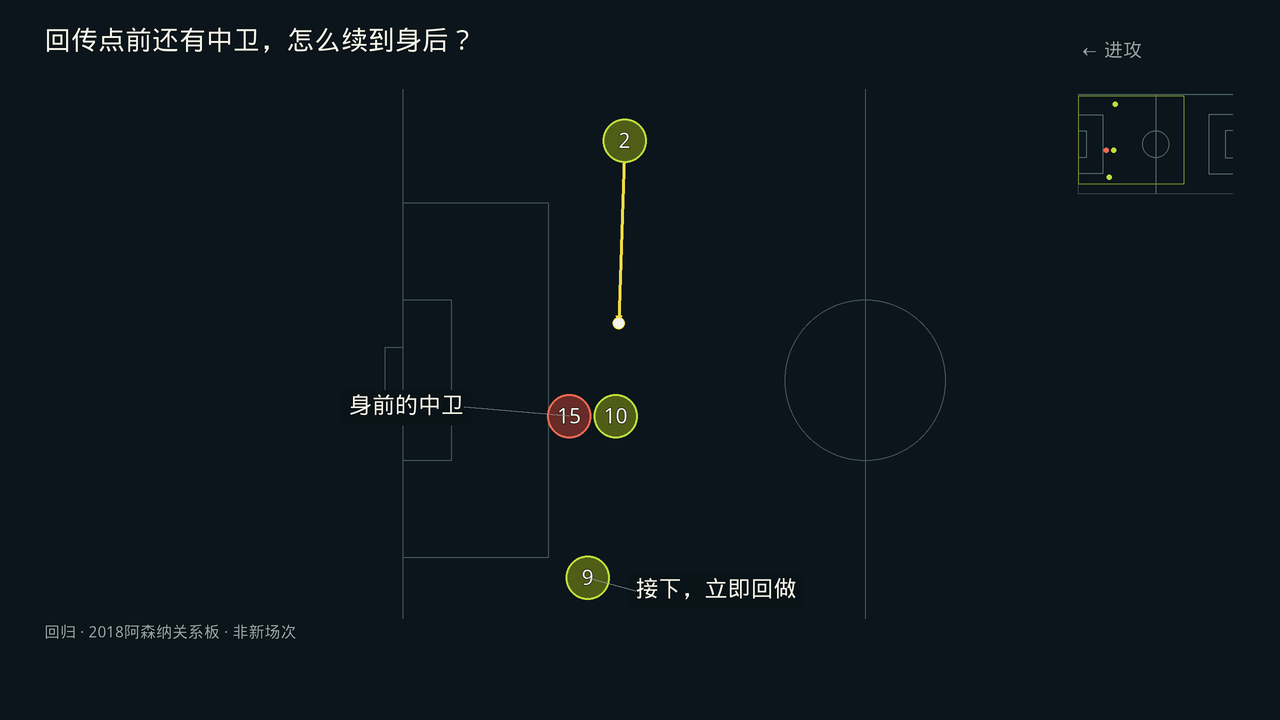 回传点前还有中卫，怎么续到身后？
← 进攻
2
身前的中卫
15
10
9
接下，立即回做
回归 · 2018阿森纳关系板 · 非新场次